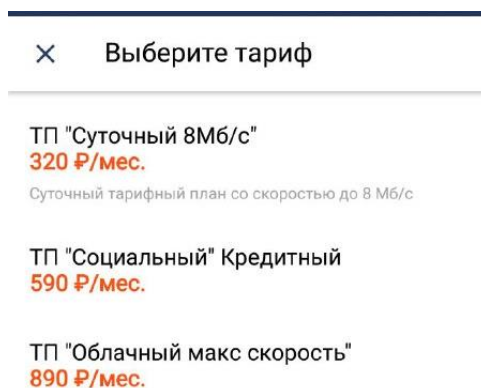 Выберите тариф
ТП "Суточный 8Мб/с"
320 ₽/мес.
Суточный тарифный план со скоростью до 8 Мб/с
ТП "Социальный" Кредитный
590 ₽/мес.
ТП "Облачный макс скорость"
890 ₽/мес.